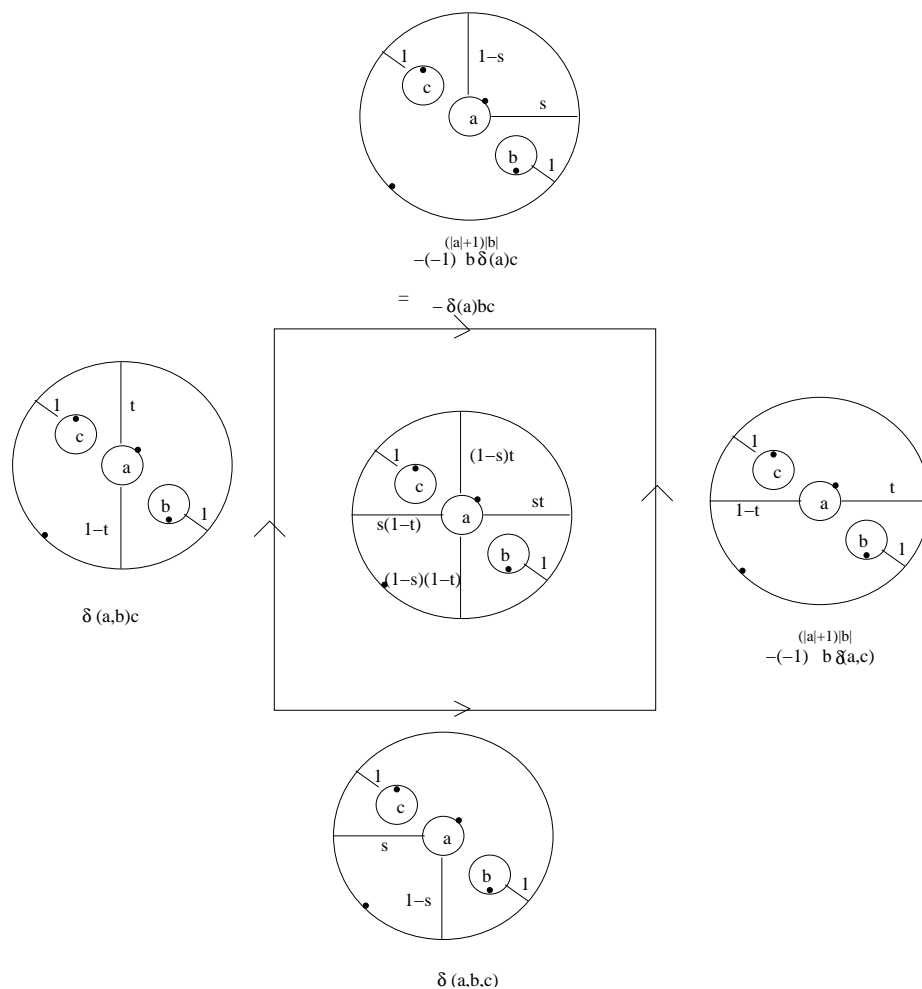 1
1–s
c
a
s
b
1
(|a|+1)|b|
–(–1) b δ(a)c
= – δ(a)bc
1
t
c
a
b
1–t
1
δ (a,b)c
1
(1–s)t
c
s(1–t)
a
st
b
1
(1–s)(1–t)
1
c
t
1–t
a
b
1
(|a|+1)|b|
–(–1) b δ(a,c)
1
c
a
s
b
1
1–s
δ (a,b,c)